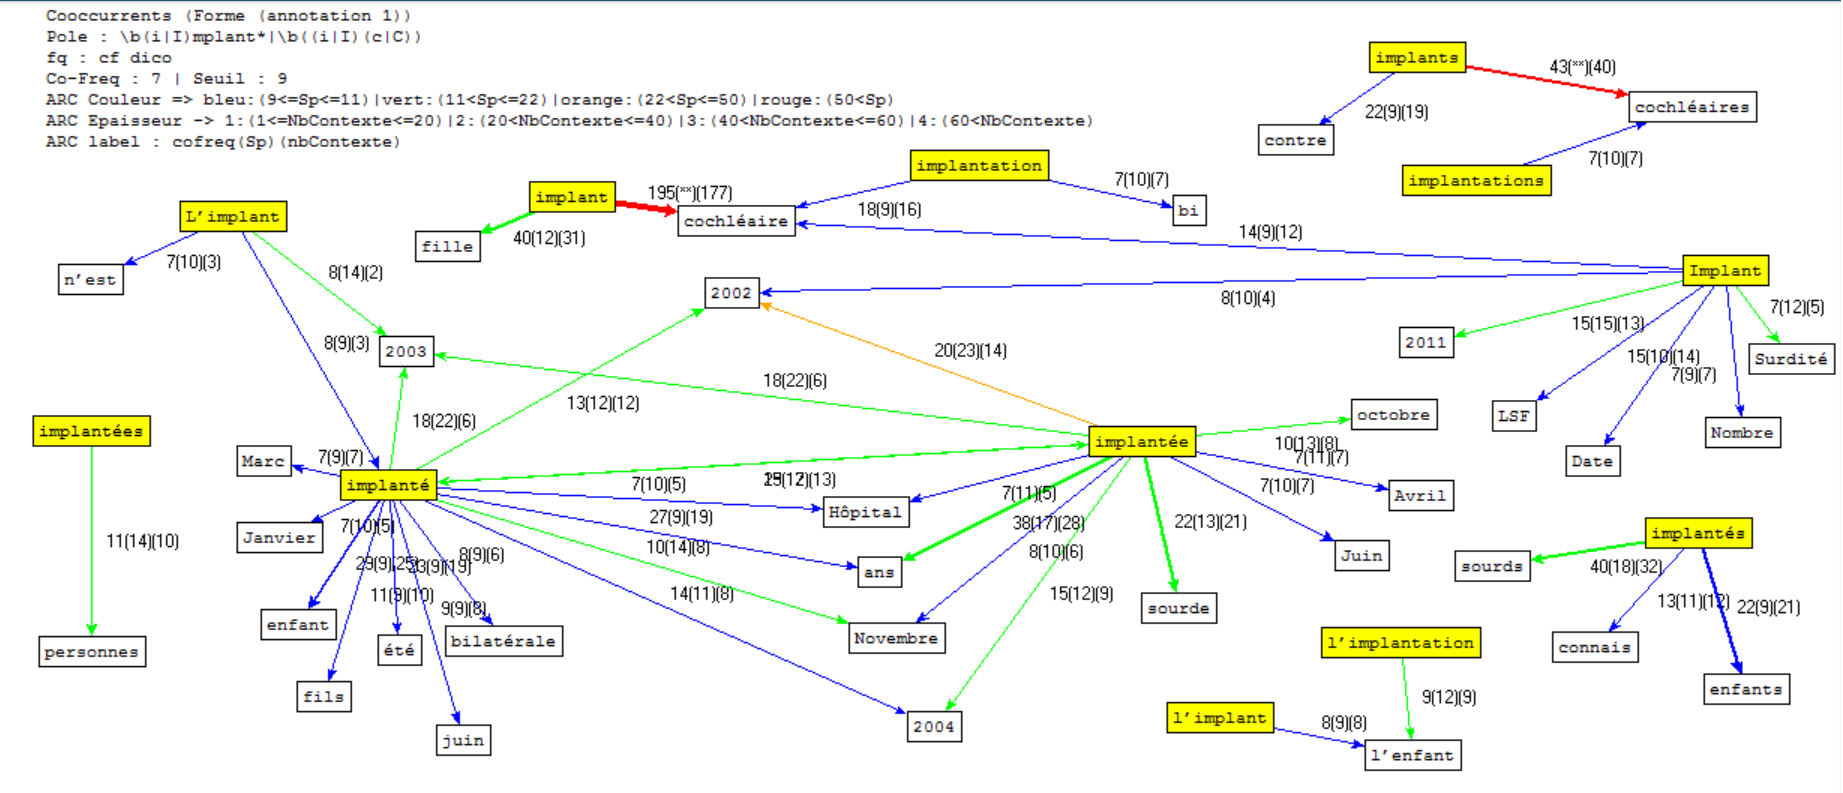 Cooccurrents (Forme (annotation 1))
Pole : \b(i|I)mplant*|\b((i|I)(c|C))
fq : cf dico
Co-Freq : 7 | Seuil : 9
ARC Couleur => bleu:(9<=Sp<=11)|vert:(11<Sp<=22)|orange:(22<Sp<=50)|rouge:(50<Sp)
ARC Epaisseur -> 1:(1<=NbContexte<=20)|2:(20<NbContexte<=40)|3:(40<NbContexte<=60)|4:(60<NbContexte)
ARC label : cofreq(Sp)(nbContexte)
implants
43(**)(40)
cochléaires
22(9)(19)
contre
7(10)(7)
implantations
implantation
7(10)(7)
bi
18(9)(16)
implant
195(**)(177)
cochléaire
fille
40(12)(31)
L'implant
n'est
7(10)(3)
8(14)(2)
8(9)(3)
2003
2002
14(9)(12)
8(10)(4)
Implant
7(12)(5)
15(15)(13)
2011
15(10)(14)
7(9)(7)
Surdité
LSF
Date
Nombre
20(23)(14)
18(22)(6)
13(12)(12)
18(22)(6)
implantées
11(14)(10)
personnes
Marc
7(9)(7)
implanté
Janvier
7(10)(5)
enfant
11(9)(10)
8(9)(6)
9(9)(8)
été
bilatérale
fils
juin
7(10)(5)
Hôpital
27(9)(19)
10(14)(8)
ans
14(11)(8)
Novembre
2004
implantée
octobre
10(13)(8)
7(11)(7)
Avril
7(10)(7)
Juin
7(11)(5)
38(17)(28)
8(10)(6)
15(12)(9)
22(13)(21)
sourde
implantés
sourds
40(18)(32)
13(11)(12)
22(9)(21)
connais
enfants
l'implantation
9(12)(9)
l'implant
8(9)(8)
l'enfant